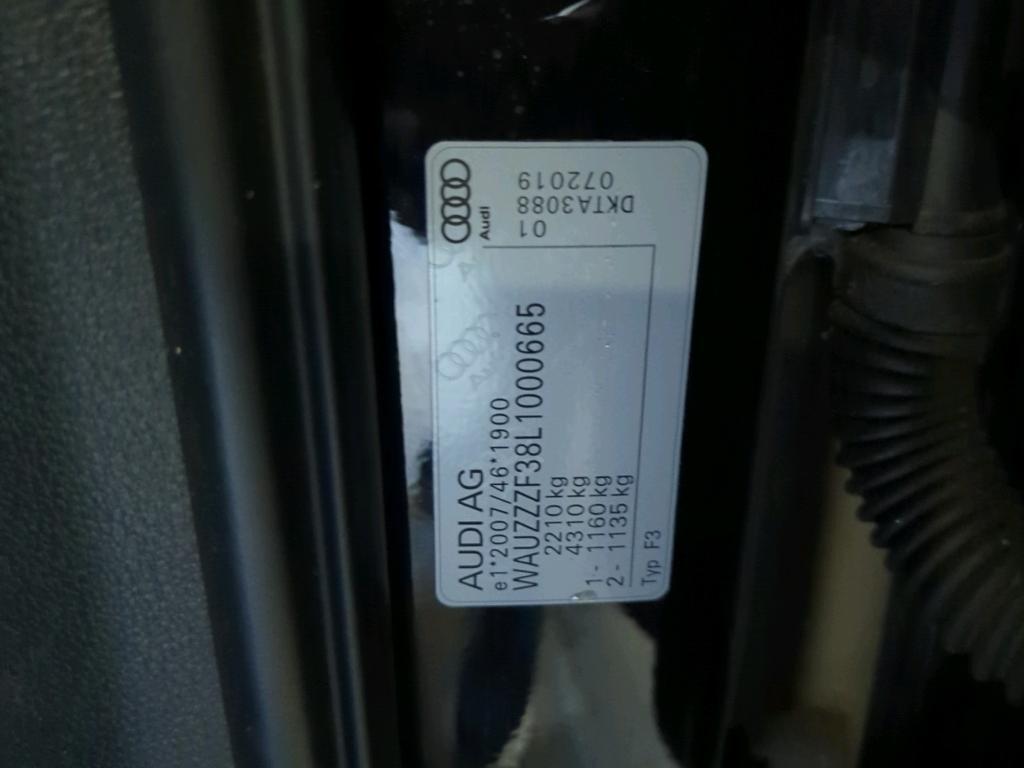 AUDI AG
e1*2007/46*1900
WAUZZZF38L1000665
2210 kg
4310 kg
1- 1160 kg
2- 1135 kg
Typ F3
Audi
01
DKTA3088
072019